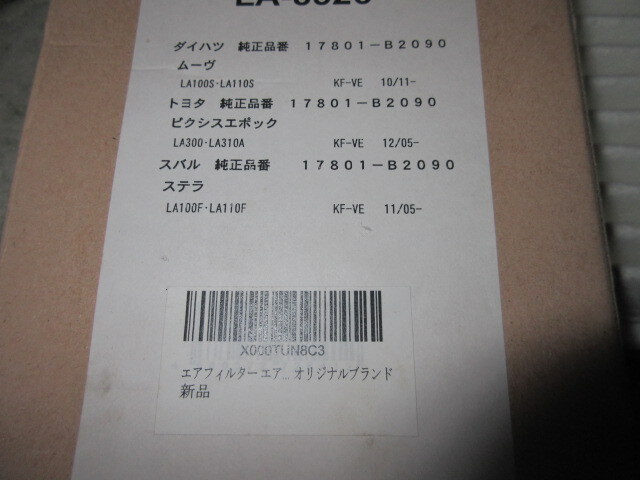 ダイハツ 純正品番 17801-B2090
ムーヴ
LA100S-LA110S KF-VE 10/11-
トヨタ 純正品番 17801-B2090
ピクシスエポック
LA300-LA310A KF-VE 12/05-
スバル 純正品番 17801-B2090
ステラ
LA100F-LA110F KF-VE 11/05-
X000TUN8C3
エアフィルター エア... オリジナルブランド
新品